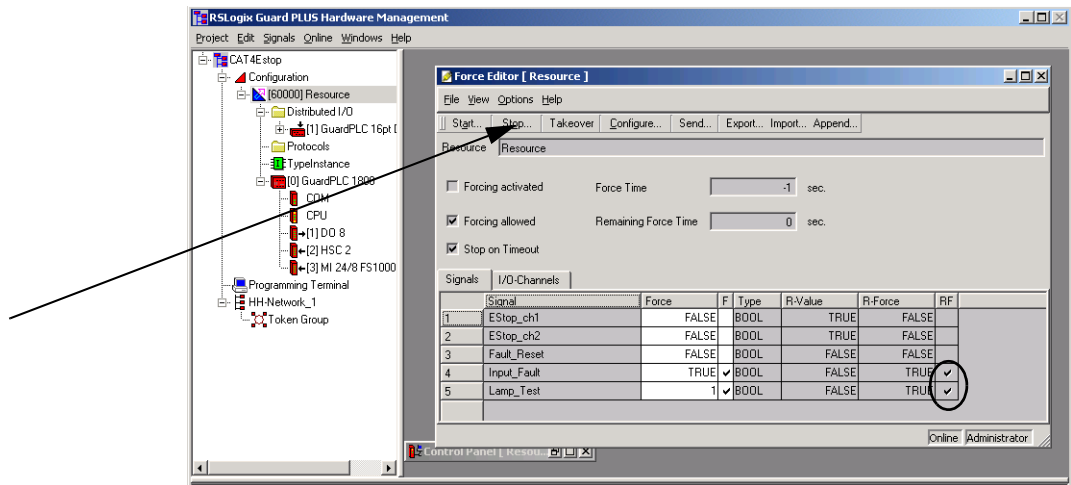 RSLogix Guard PLUS Hardware Management
Project Edit Signals Online Windows Help
CAT4Estop
Configuration
[60000] Resource
Distributed I/O
[1] GuardPLC 16pt
Protocols
TypeInstance
[0] GuardPLC 1800
COM
CPU
[1] DO 8
[2] HSC 2
[3] MI 24/8 FS1000
Programming Terminal
HH-Network_1
Token Group
Force Editor [ Resource ]
File View Options Help
Start... Stop... Takeover Configure... Send... Export... Import... Append...
Resource Resource
Forcing activated Force Time -1 sec.
Forcing allowed Remaining Force Time 0 sec.
Stop on Timeout
Signals I/O-Channels
Signal Force F Type R-Value R-Force RF
1 EStop_ch1 FALSE BOOL TRUE FALSE
2 EStop_ch2 FALSE BOOL TRUE FALSE
3 Fault_Reset FALSE BOOL FALSE FALSE
4 Input_Fault TRUE BOOL FALSE TRUE
5 Lamp_Test 1 BOOL FALSE TRUE
Online Administrator
Control Panel [ Resou...